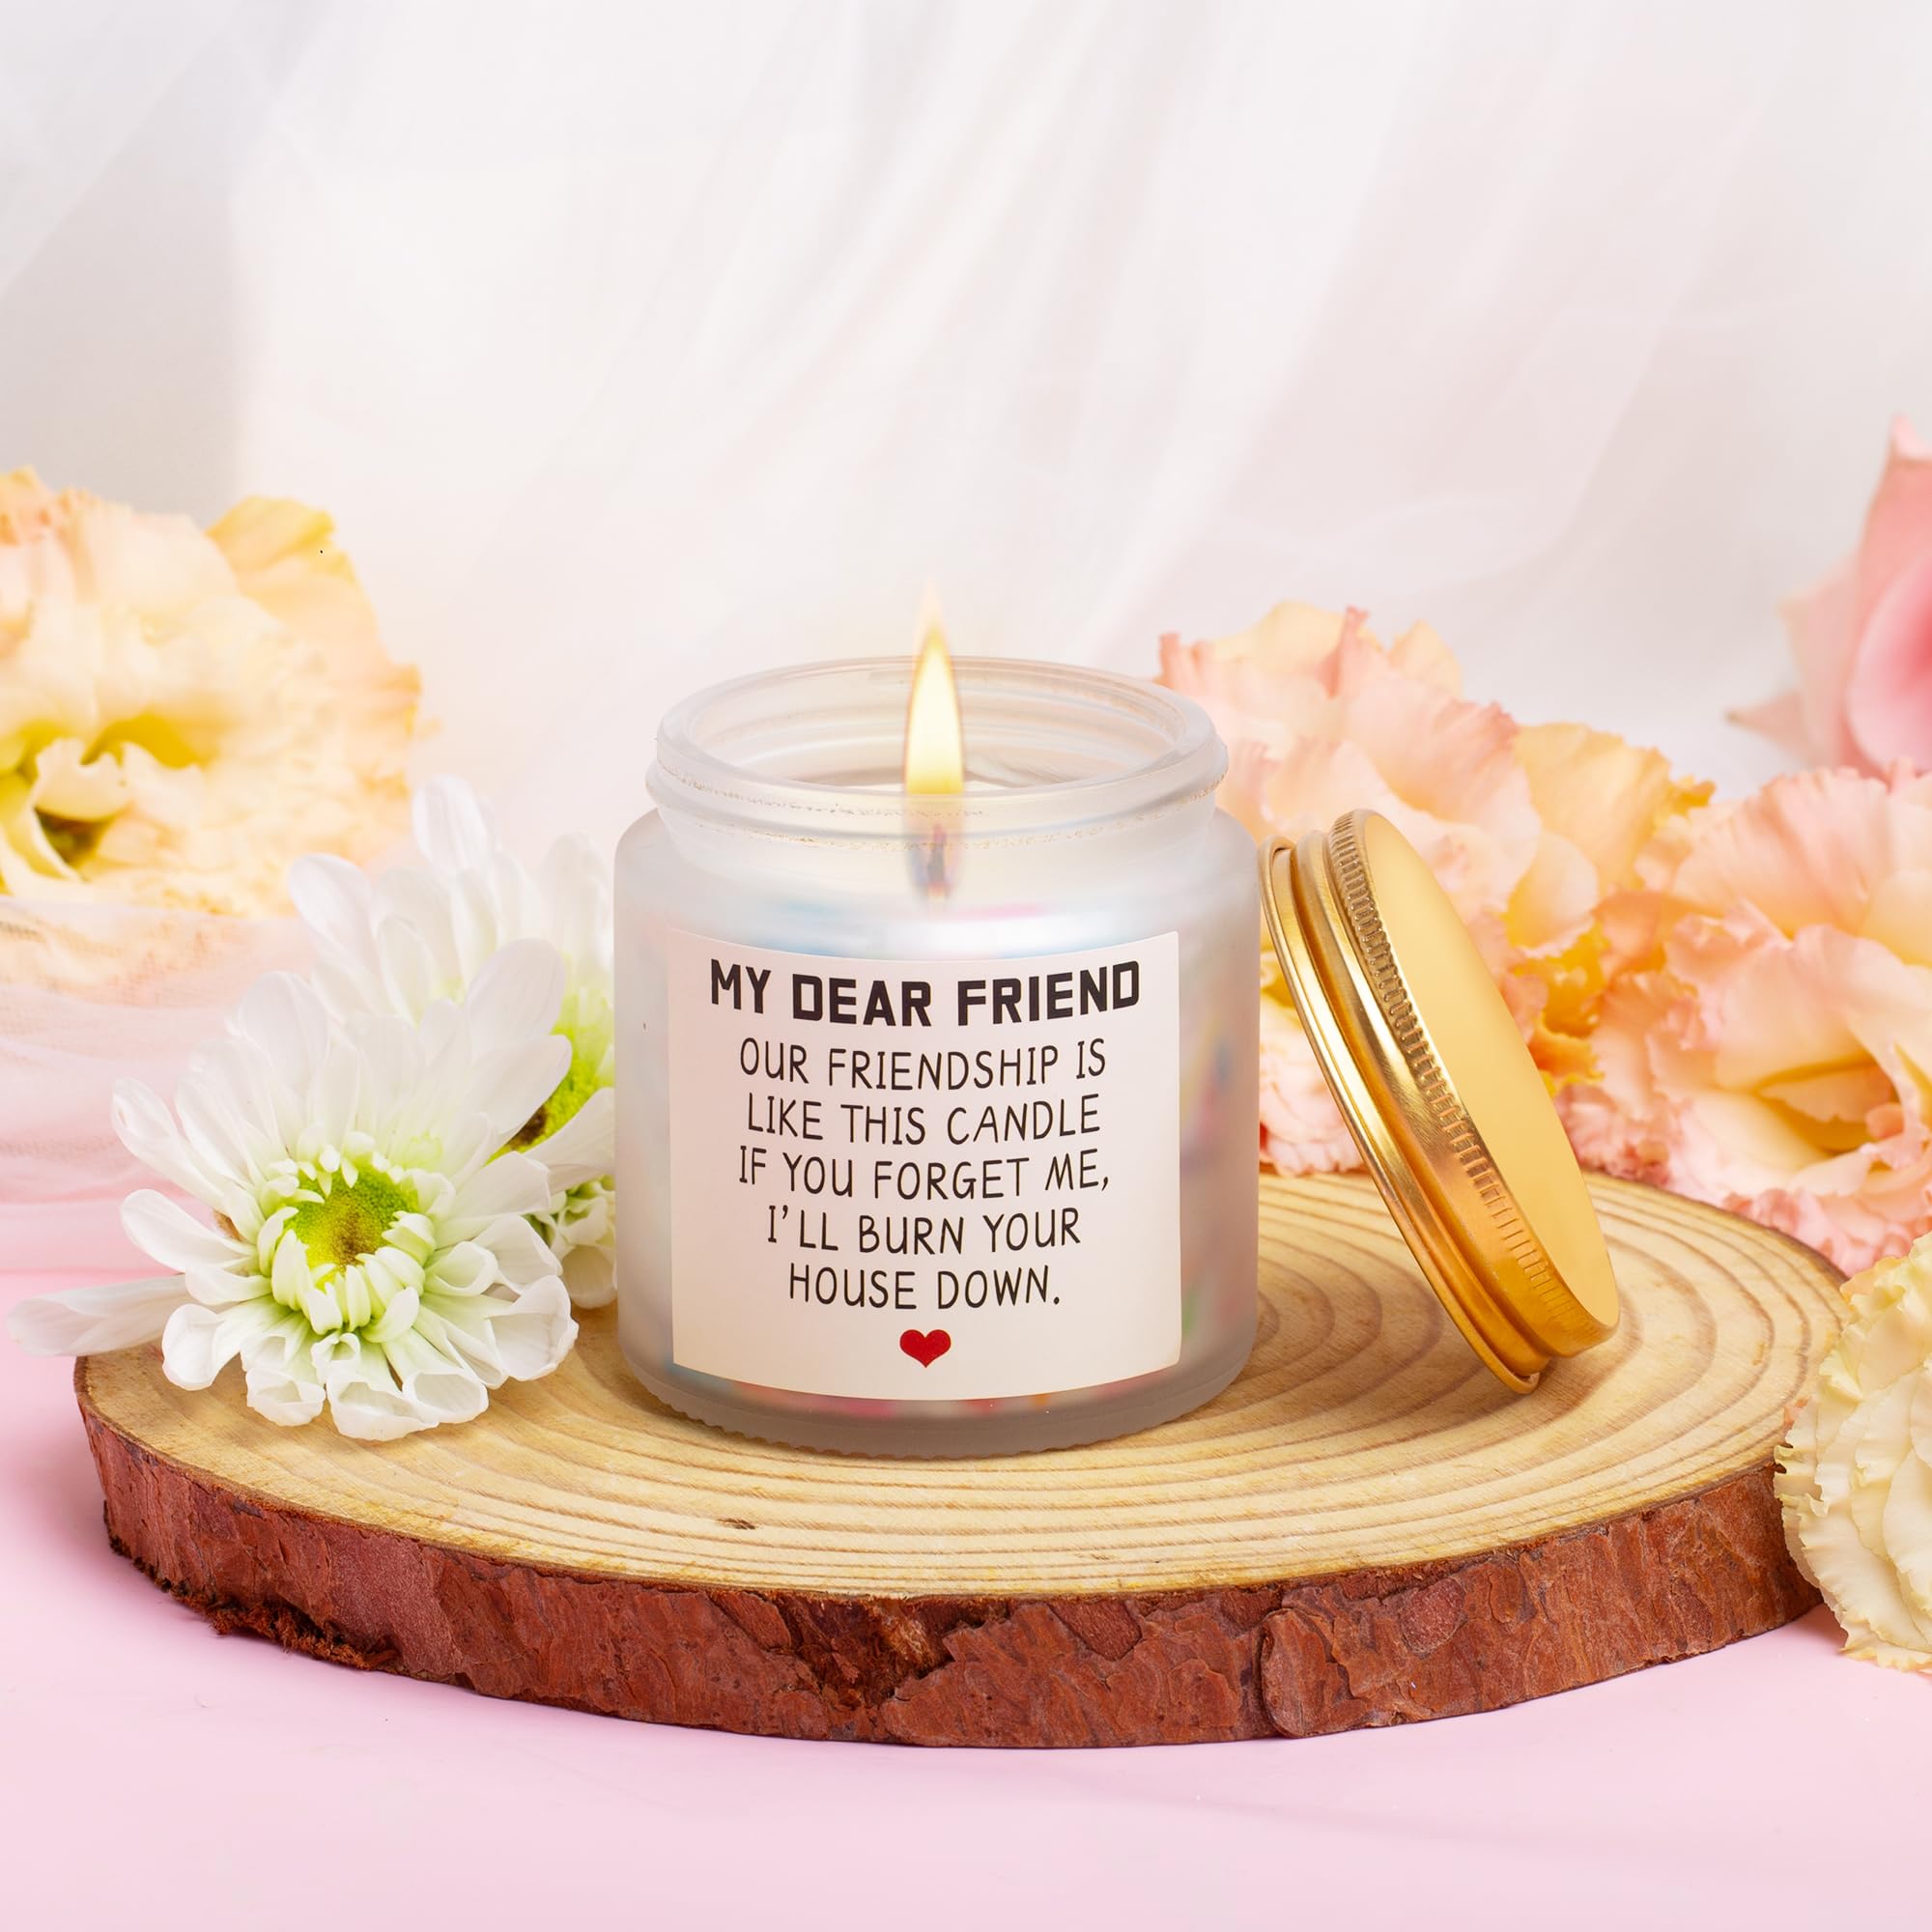 MY DEAR FRIEND
OUR FRIENDSHIP IS
LIKE THIS CANDLE
IF YOU FORGET ME,
I'LL BURN YOUR
HOUSE DOWN.